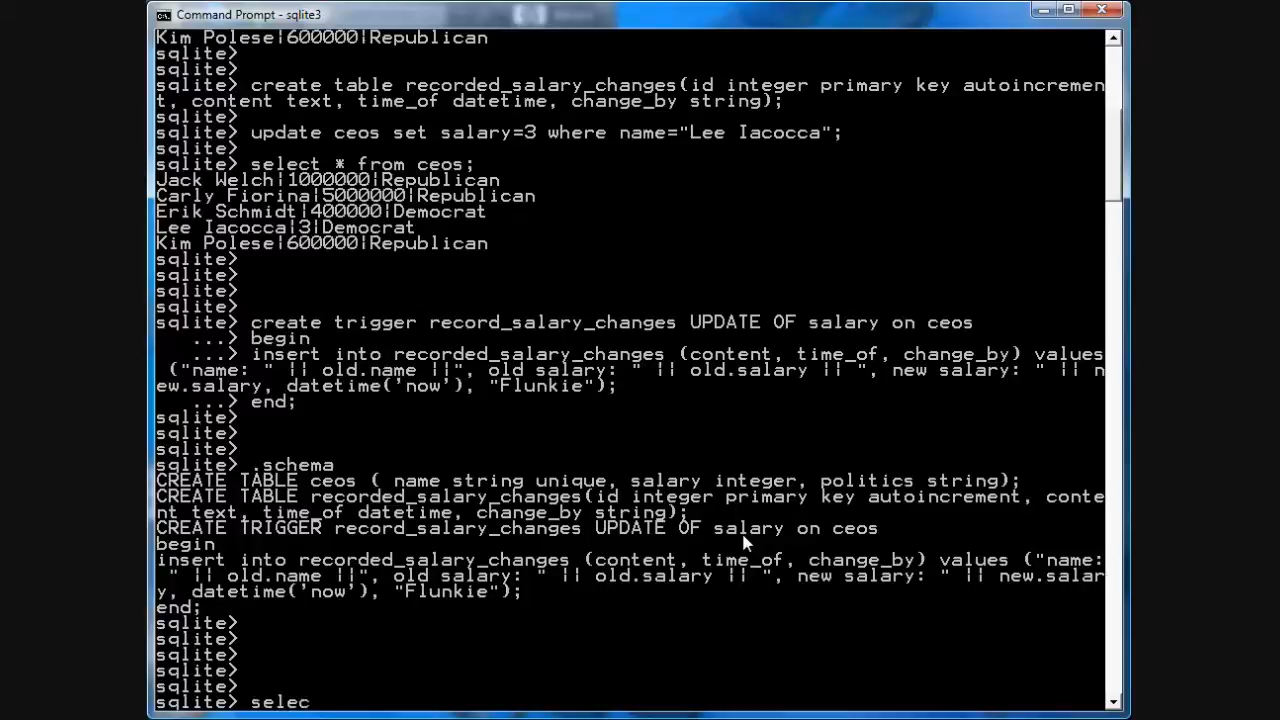 Command Prompt - sqlite3
Kim Polese|600000|Republican
sqlite>
sqlite>
sqlite> create table recorded_salary_changes(id integer primary key autoincremen
t, content text, time_of datetime, change_by string);
sqlite>
sqlite> update ceos set salary=3 where name="Lee Iacocca";
sqlite>
sqlite> select * from ceos;
Jack Welch|1000000|Republican
Carly Fiorina|5000000|Republican
Erik Schmidt|400000|Democrat
Lee Iacocca|3|Democrat
Kim Polese|600000|Republican
sqlite>
sqlite>
sqlite>
sqlite>
sqlite> create trigger record_salary_changes UPDATE OF salary on ceos
...> begin
...> insert into recorded_salary_changes (content, time_of, change_by) values
("name: " || old.name ||", old salary: " || old.salary || ", new salary: " || n
ew.salary, datetime('now'), "Flunkie");
...> end;
sqlite>
sqlite>
sqlite>
sqlite> .schema
CREATE TABLE ceos ( name string unique, salary integer, politics string);
CREATE TABLE recorded_salary_changes(id integer primary key autoincrement, conte
nt text, time_of datetime, change_by string);
CREATE TRIGGER record_salary_changes UPDATE OF salary on ceos
begin
insert into recorded_salary_changes (content, time_of, change_by) values ("name:
" || old.name ||", old salary: " || old.salary || ", new salary: " || new.salar
y, datetime('now'), "Flunkie");
end;
sqlite>
sqlite>
sqlite>
sqlite>
sqlite>
sqlite> selec